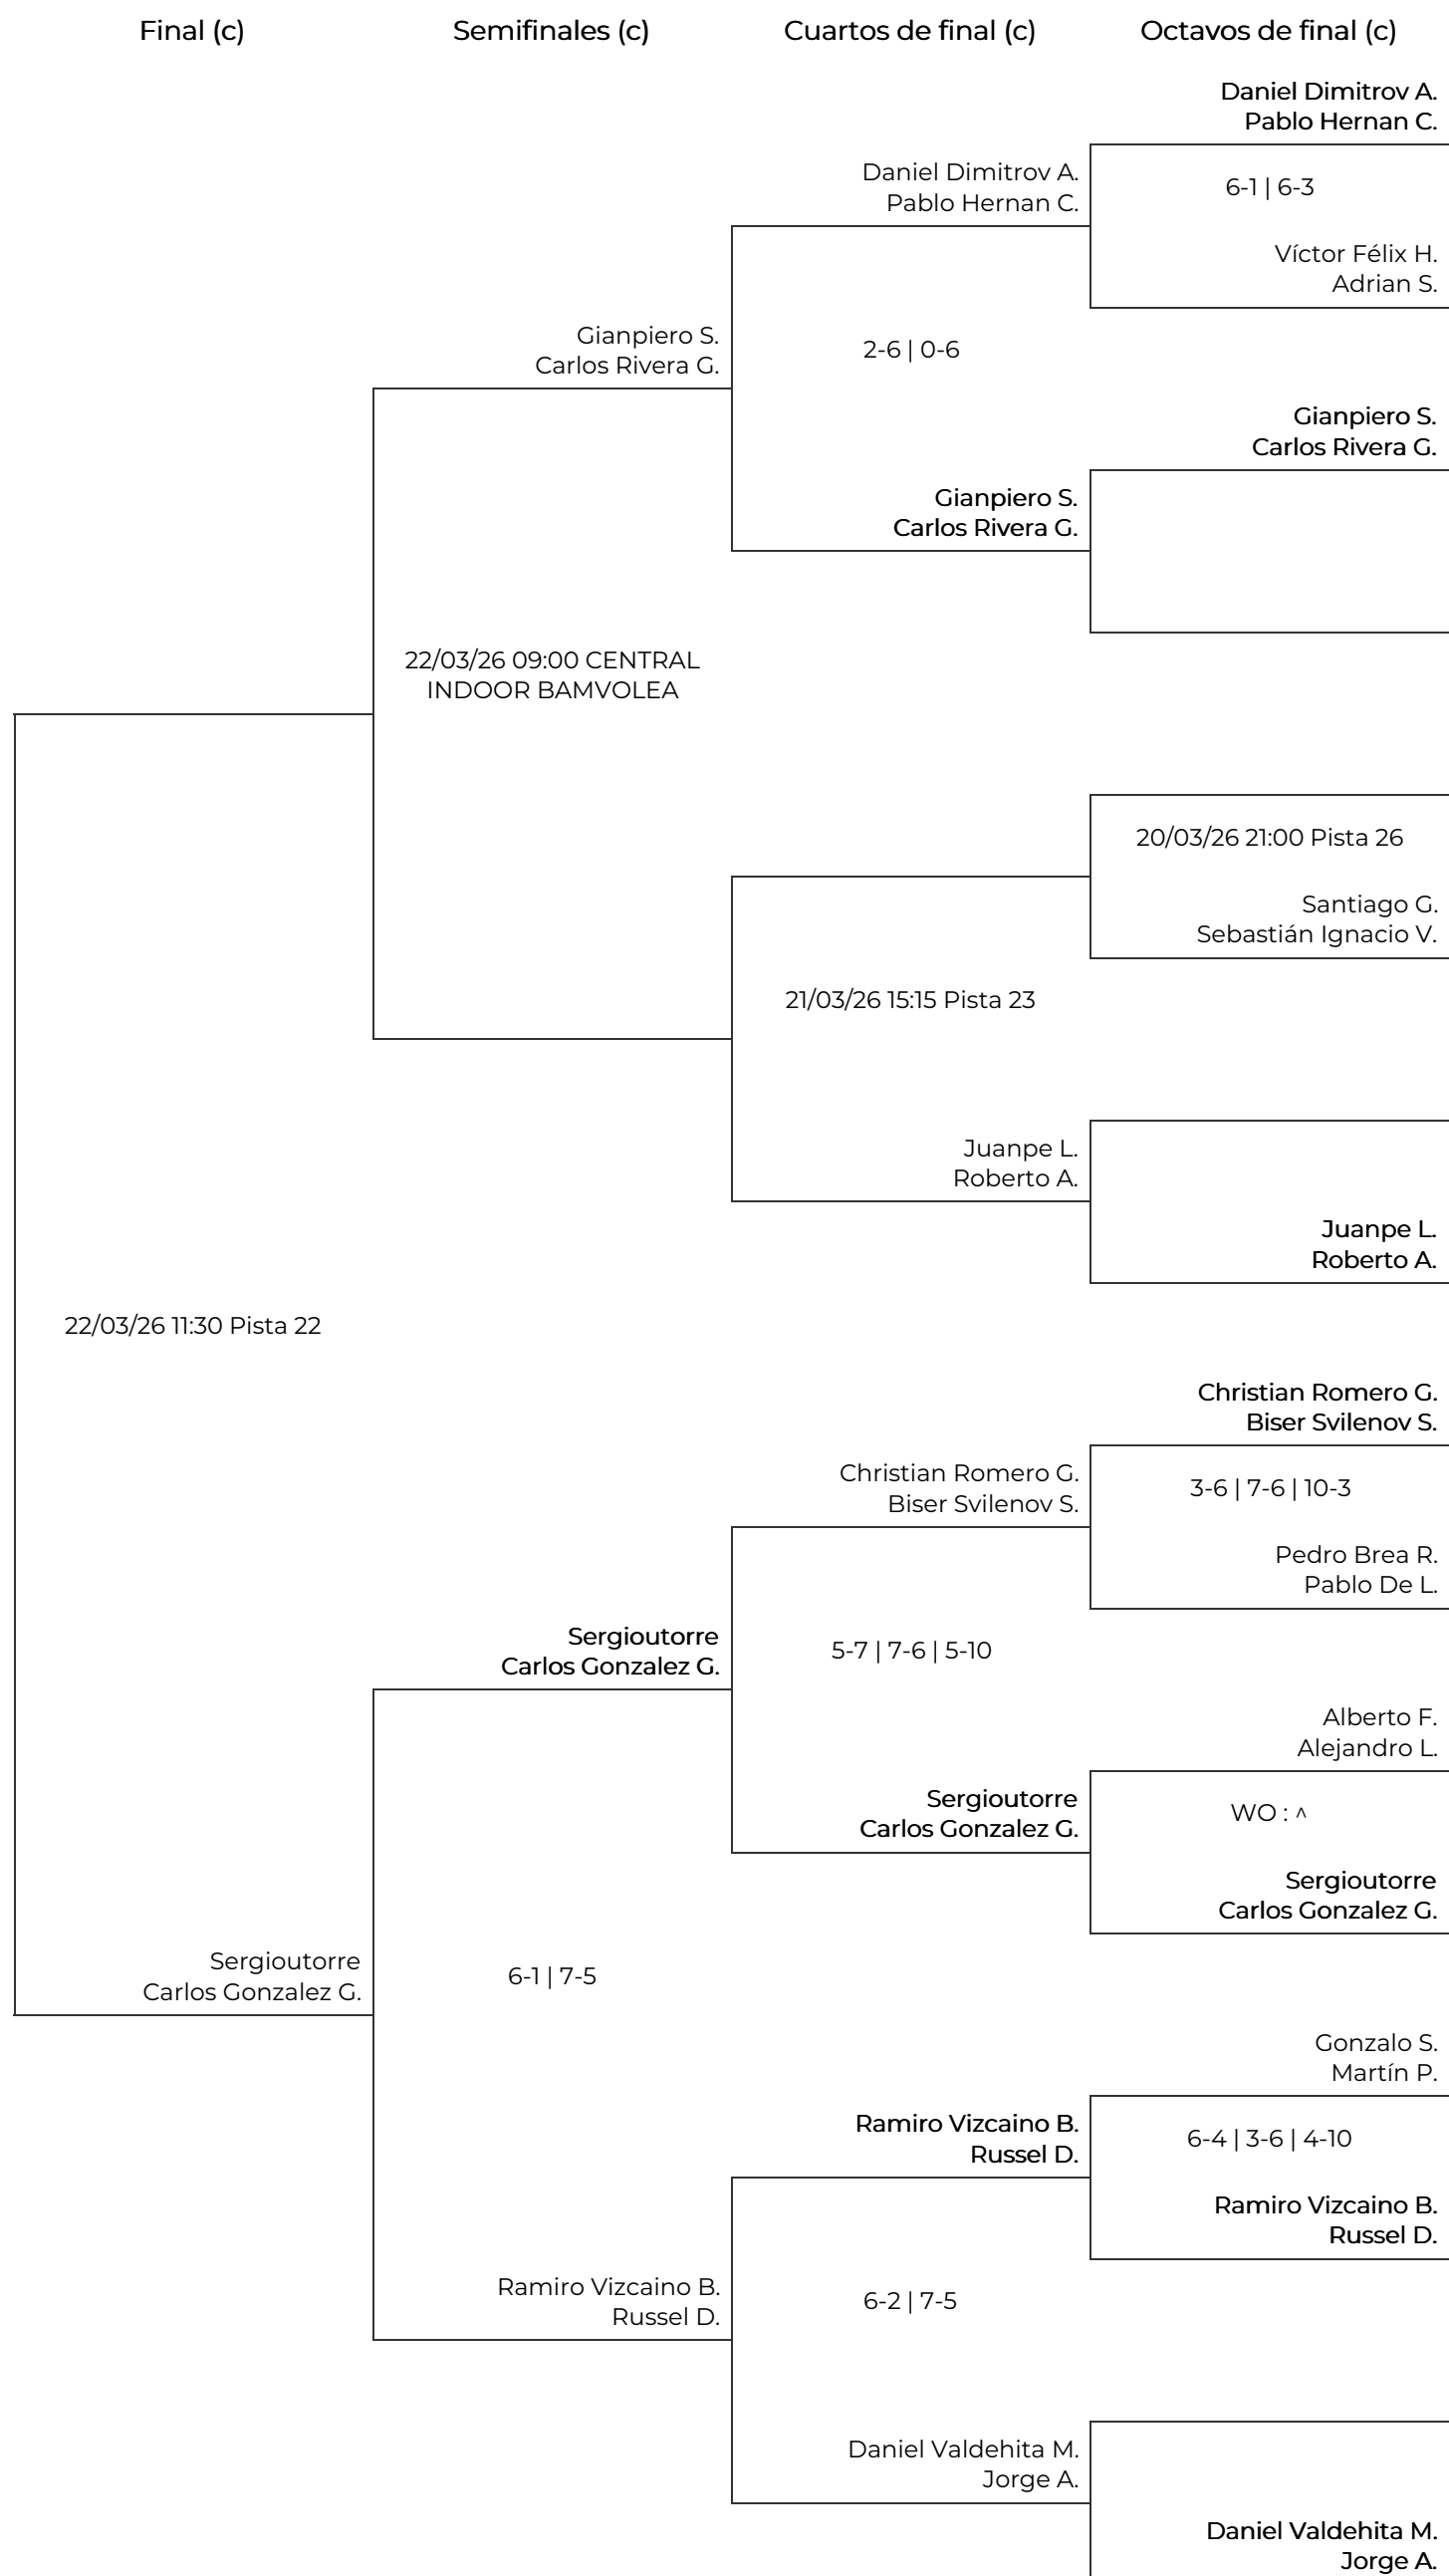 Final (c)
Semifinales (c)
Cuartos de final (c)
Octavos de final (c)
Daniel Dimitrov A.
Pablo Hernan C.
Daniel Dimitrov A.
Pablo Hernan C.
6-1 | 6-3
Víctor Félix H.
Adrian S.
Gianpiero S.
Carlos Rivera G.
2-6 | 0-6
Gianpiero S.
Carlos Rivera G.
Gianpiero S.
Carlos Rivera G.
22/03/26 09:00 CENTRAL
INDOOR BAMVOLEA
20/03/26 21:00 Pista 26
Santiago G.
Sebastián Ignacio V.
21/03/26 15:15 Pista 23
Juanpe L.
Roberto A.
Juanpe L.
Roberto A.
22/03/26 11:30 Pista 22
Christian Romero G.
Biser Svilenov S.
Christian Romero G.
Biser Svilenov S.
3-6 | 7-6 | 10-3
Pedro Brea R.
Pablo De L.
Sergioutorre
Carlos Gonzalez G.
5-7 | 7-6 | 5-10
Alberto F.
Alejandro L.
Sergioutorre
Carlos Gonzalez G.
WO : ^
Sergioutorre
Carlos Gonzalez G.
Sergioutorre
Carlos Gonzalez G.
6-1 | 7-5
Gonzalo S.
Martín P.
Ramiro Vizcaino B.
Russel D.
6-4 | 3-6 | 4-10
Ramiro Vizcaino B.
Russel D.
Ramiro Vizcaino B.
Russel D.
6-2 | 7-5
Daniel Valdehita M.
Jorge A.
Daniel Valdehita M.
Jorge A.